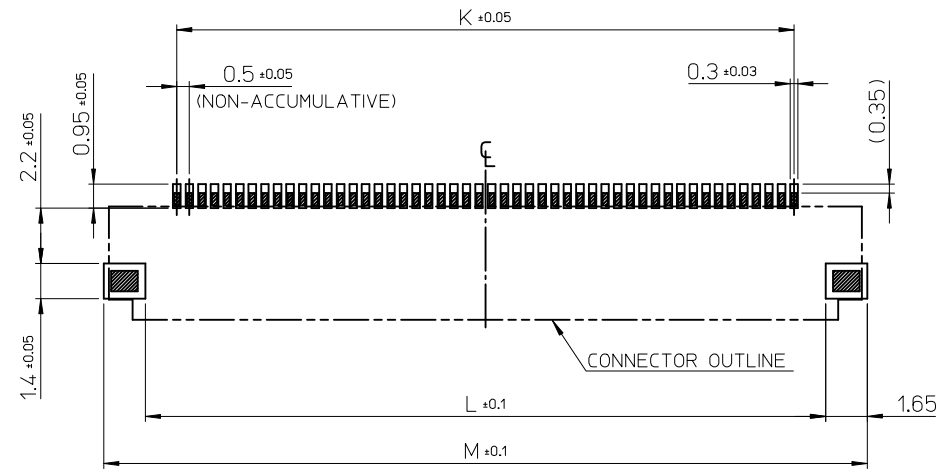 K ±0.05
0.5 ±0.05
(NON-ACCUMULATIVE)
0.3 ±0.03
0.95 ±0.05
(0.35)
2.2 ±0.05
℄
1.4 ±0.05
CONNECTOR OUTLINE
L ±0.1
1.65
M ±0.1